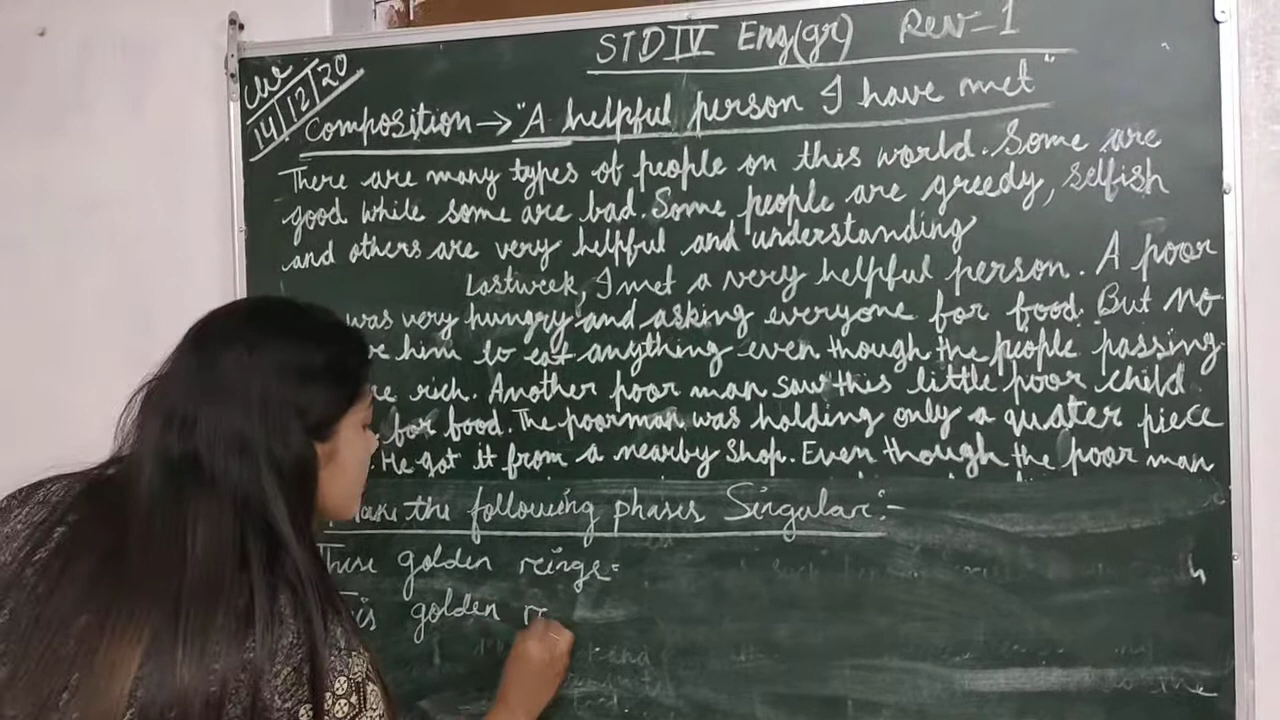 STD IV Eng(gr) Rev-1
CW
14/12/20
Composition → "A helpful person I have met"
There are many types of people on this world. Some are
good while some are bad. Some people are greedy, selfish
and others are very helpful and understanding
Lastweek, I met a very helpful person. A poor
was very hungry and asking everyone for food. But no
him to eat anything even though the people passing
rich. Another poor man saw this little poor child
for food. The poorman was holding only a quater piece
. He got it from a nearby shop. Even though the poor man
the following phases Singular:-
golden rings=
golden r